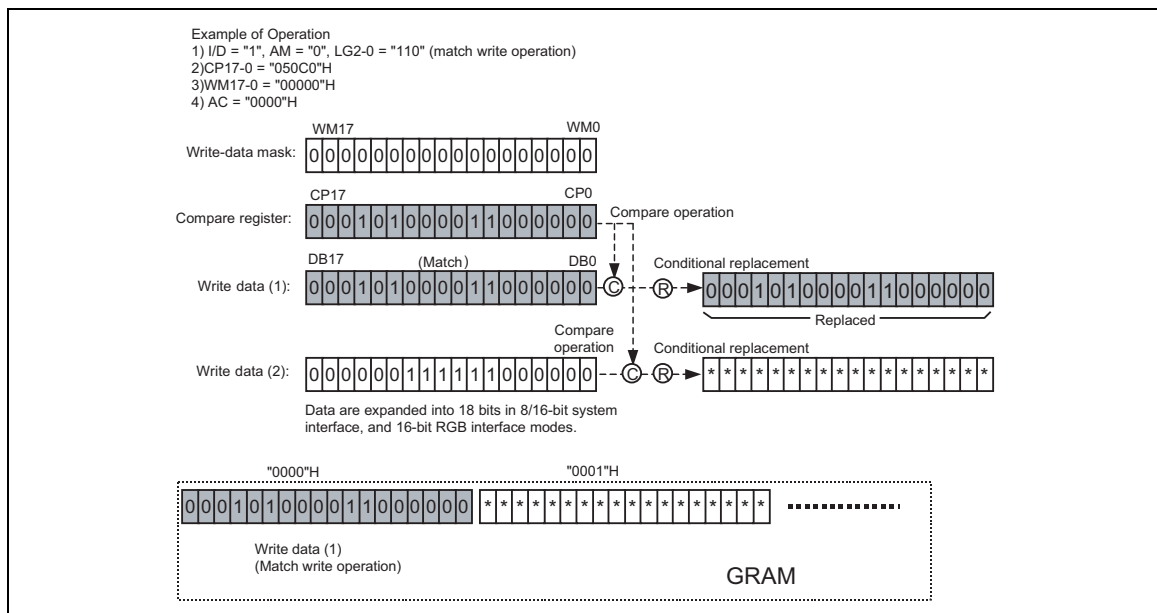 Example of Operation
1) I/D = "1", AM = "0", LG2-0 = "110" (match write operation)
2)CP17-0 = "050C0"H
3)WM17-0 = "00000"H
4) AC = "0000"H
WM17 WM0
Write-data mask: 000000000000000000
CP17 CP0
Compare register: 000101000011000000
Compare operation
DB17 (Match) DB0
Conditional replacement
Write data (1): 000101000011000000 C R 000101000011000000
Replaced
Compare
operation
Conditional replacement
Write data (2): 000000111111000000 C R ******************
Data are expanded into 18 bits in 8/16-bit system
interface, and 16-bit RGB interface modes.
"0000"H "0001"H
000101000011000000 ******************
Write data (1)
(Match write operation)
GRAM